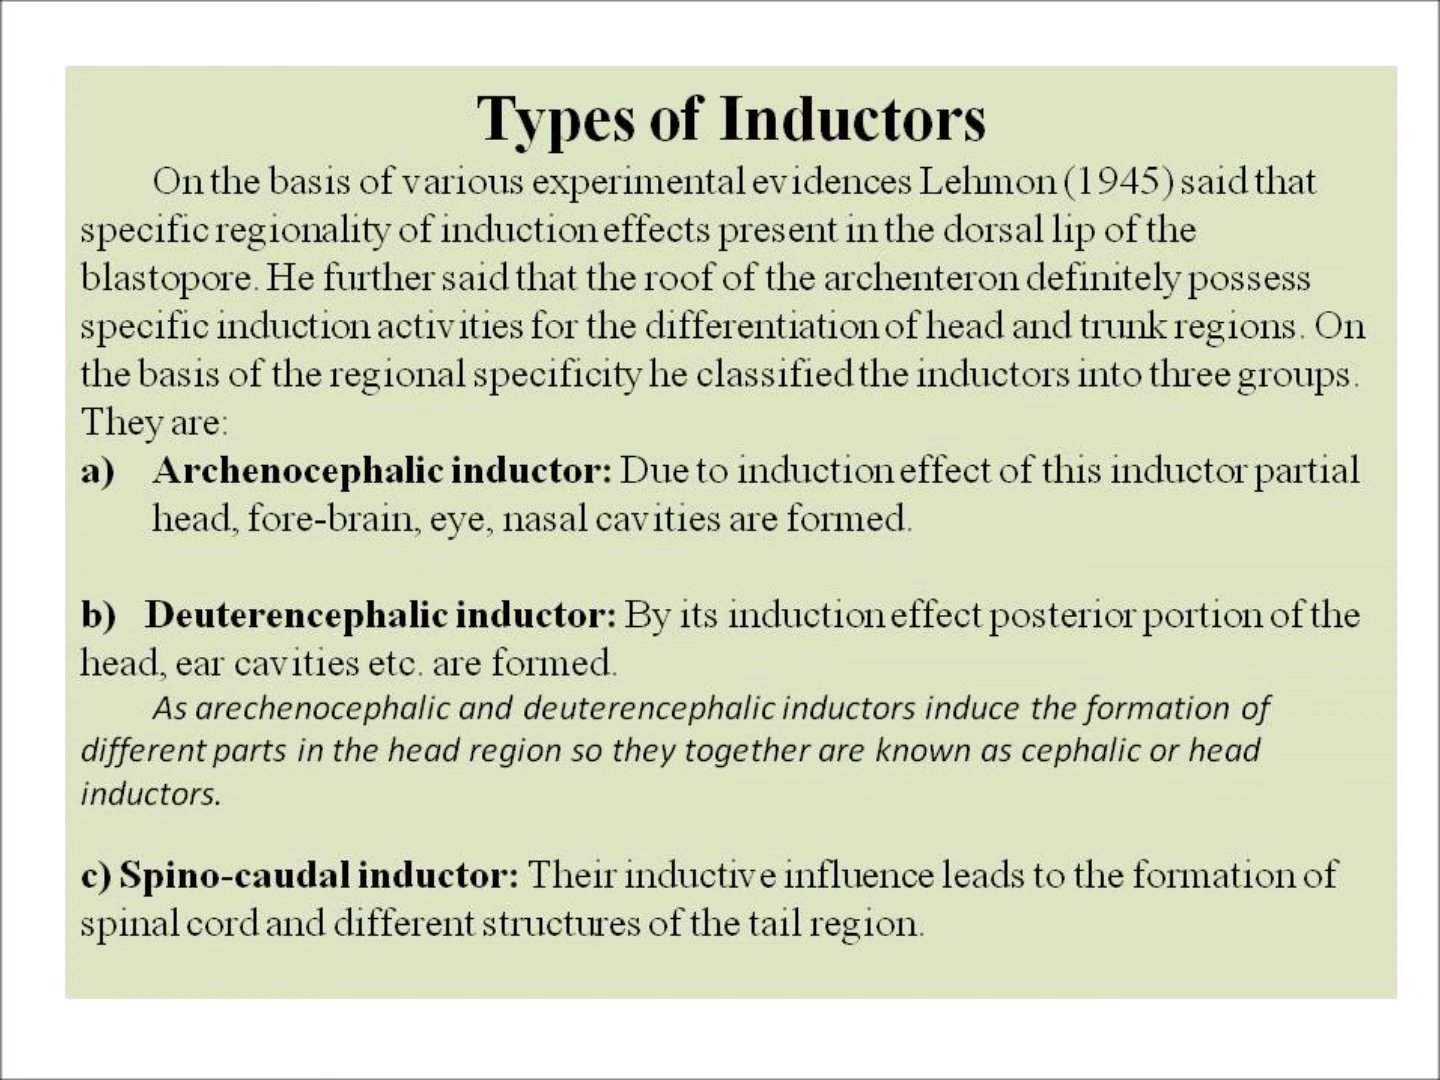 Types of Inductors
On the basis of various experimental evidences Lehmon (1945) said that
specific regionality of induction effects present in the dorsal lip of the
blastopore. He further said that the roof of the archenteron definitely possess
specific induction activities for the differentiation of head and trunk regions. On
the basis of the regional specificity he classified the inductors into three groups.
They are:
a) Archenocephalic inductor: Due to induction effect of this inductor partial
head, fore-brain, eye, nasal cavities are formed.
b) Deuterencephalic inductor: By its induction effect posterior portion of the
head, ear cavities etc. are formed.
As arechenocephalic and deuterencephalic inductors induce the formation of
different parts in the head region so they together are known as cephalic or head
inductors.
c) Spino-caudal inductor: Their inductive influence leads to the formation of
spinal cord and different structures of the tail region.